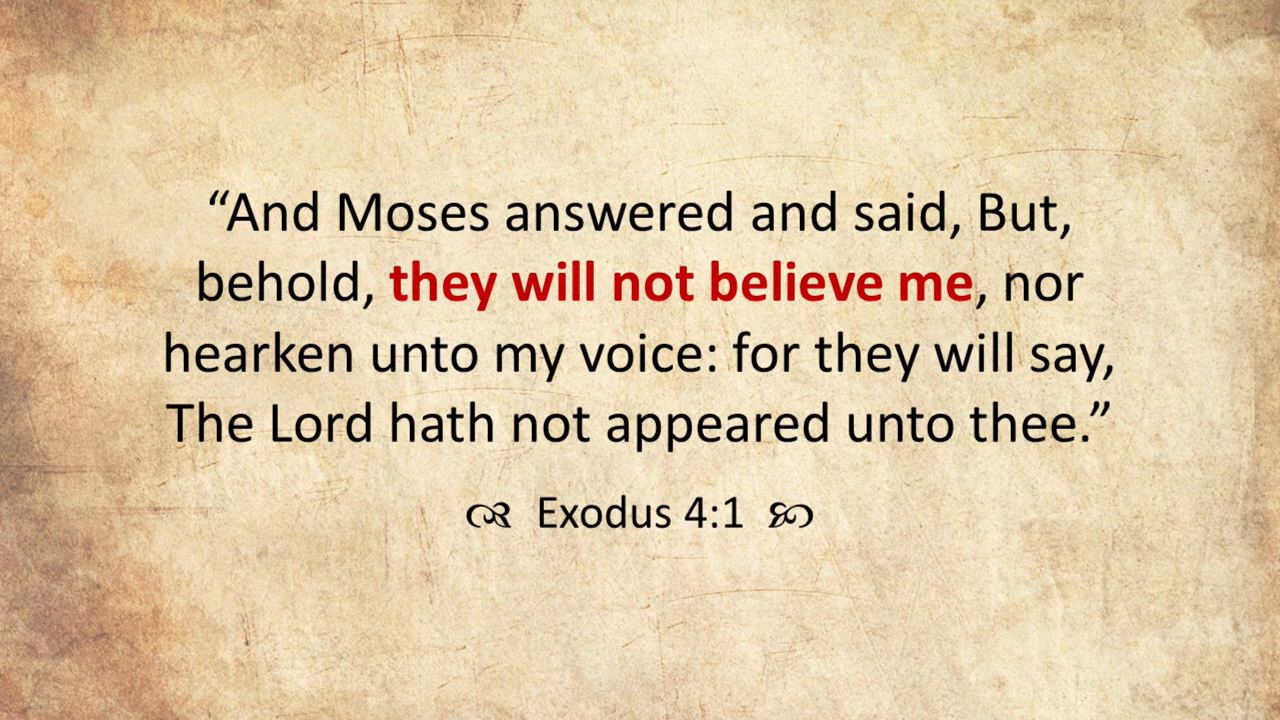 “And Moses answered and said, But,
behold, they will not believe me, nor
hearken unto my voice: for they will say,
The Lord hath not appeared unto thee.”
Exodus 4:1